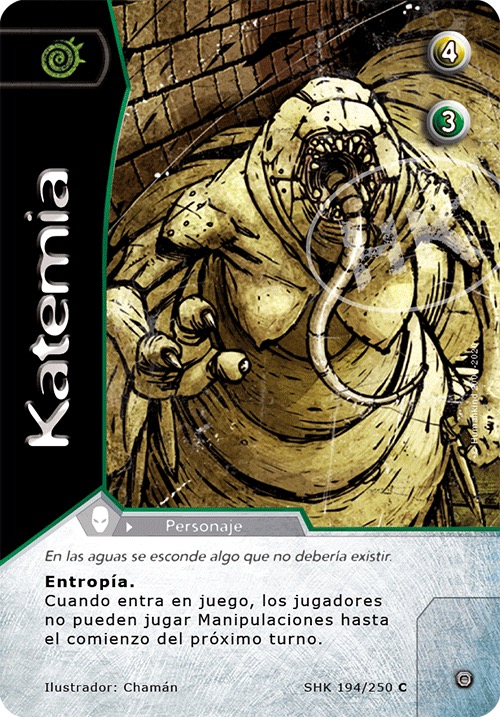 4
3
Katemia
HK
Personaje
En las aguas se esconde algo que no debería existir.
Entropía.
Cuando entra en juego, los jugadores
no pueden jugar Manipulaciones hasta
el comienzo del próximo turno.
Ilustrador: Chamán
SHK 194/250 C